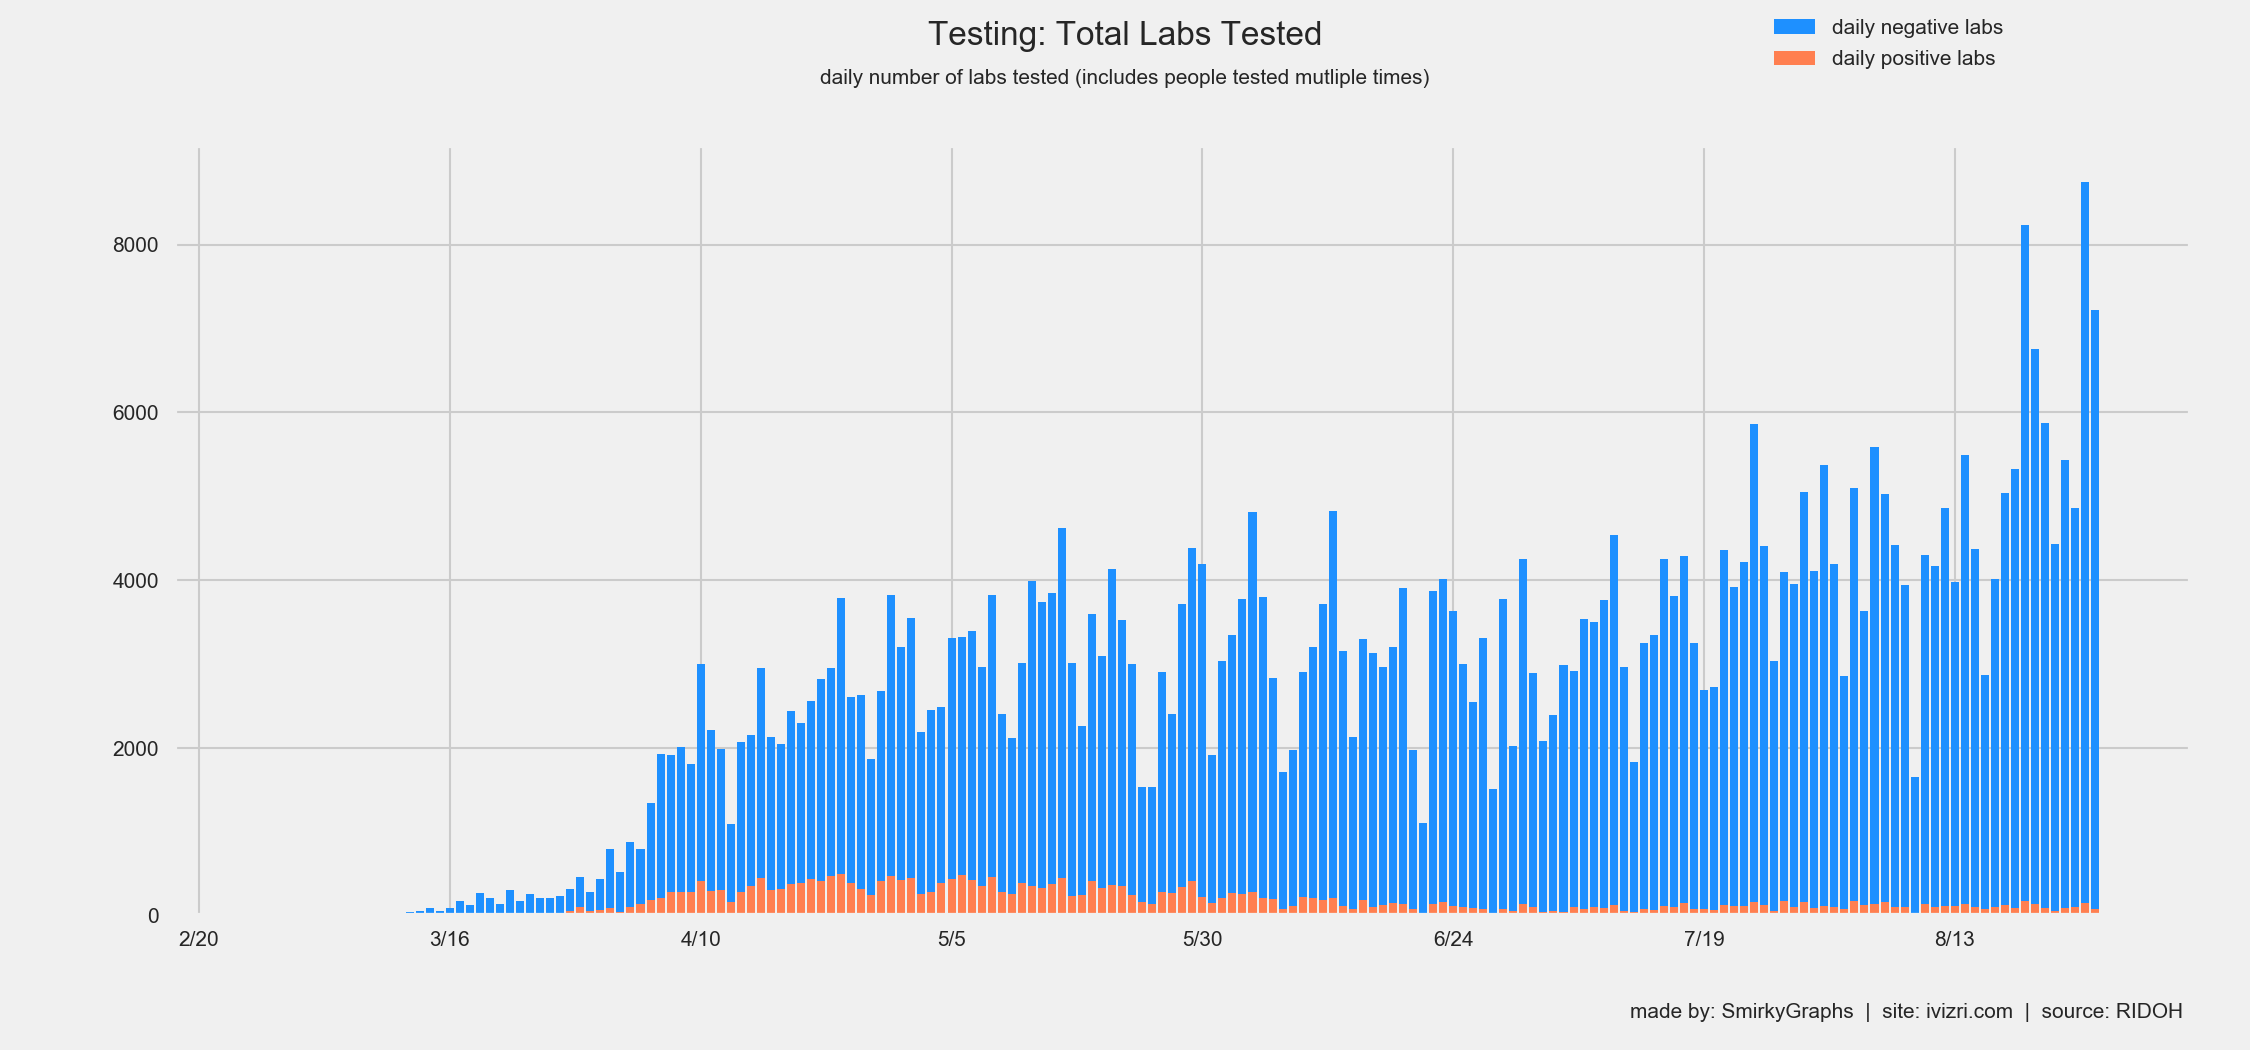 Testing: Total Labs Tested
daily number of labs tested (includes people tested mutliple times)
daily negative labs
daily positive labs
8000
6000
4000
2000
0
2/20 3/16 4/10 5/5 5/30 6/24 7/19 8/13
made by: SmirkyGraphs | site: ivizri.com | source: RIDOH